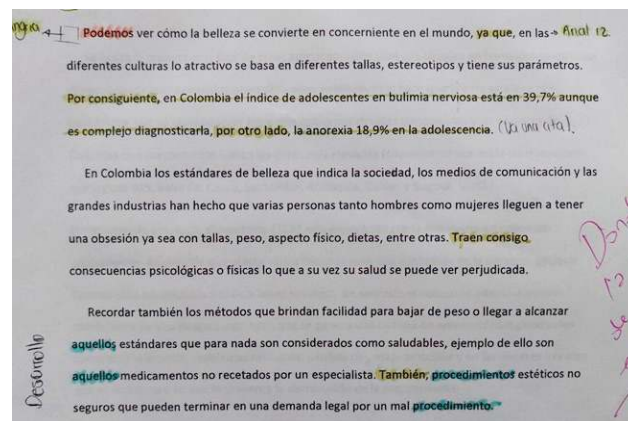 Podemos ver cómo la belleza se convierte en concerniente en el mundo, ya que, en las
diferentes culturas lo atractivo se basa en diferentes tallas, estereotipos y tiene sus parámetros.
Por consiguiente, en Colombia el índice de adolescentes en bulimia nerviosa está en 39,7% aunque
es complejo diagnosticarla, por otro lado, la anorexia 18,9% en la adolescencia. (Va una cita).
En Colombia los estándares de belleza que indica la sociedad, los medios de comunicación y las
grandes industrias han hecho que varias personas tanto hombres como mujeres lleguen a tener
una obsesión ya sea con tallas, peso, aspecto físico, dietas, entre otras. Traen consigo
consecuencias psicológicas o físicas lo que a su vez su salud se puede ver perjudicada.
Recordar también los métodos que brindan facilidad para bajar de peso o llegar a alcanzar
aquellos estándares que para nada son considerados como saludables, ejemplo de ello son
aquellos medicamentos no recetados por un especialista. También, procedimientos estéticos no
seguros que pueden terminar en una demanda legal por un mal procedimiento.
Desarrollo